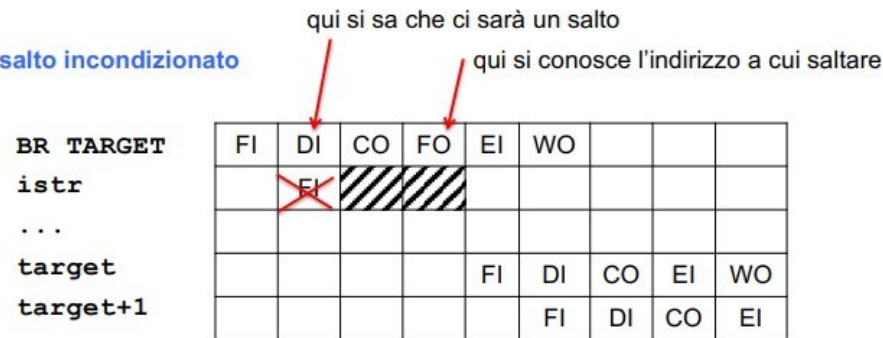 qui si sa che ci sarà un salto
salto incondizionato qui si conosce l'indirizzo a cui saltare
BR TARGET FI DI CO FO EI WO
istr FI
...
target FI DI CO EI WO
target+1 FI DI CO EI